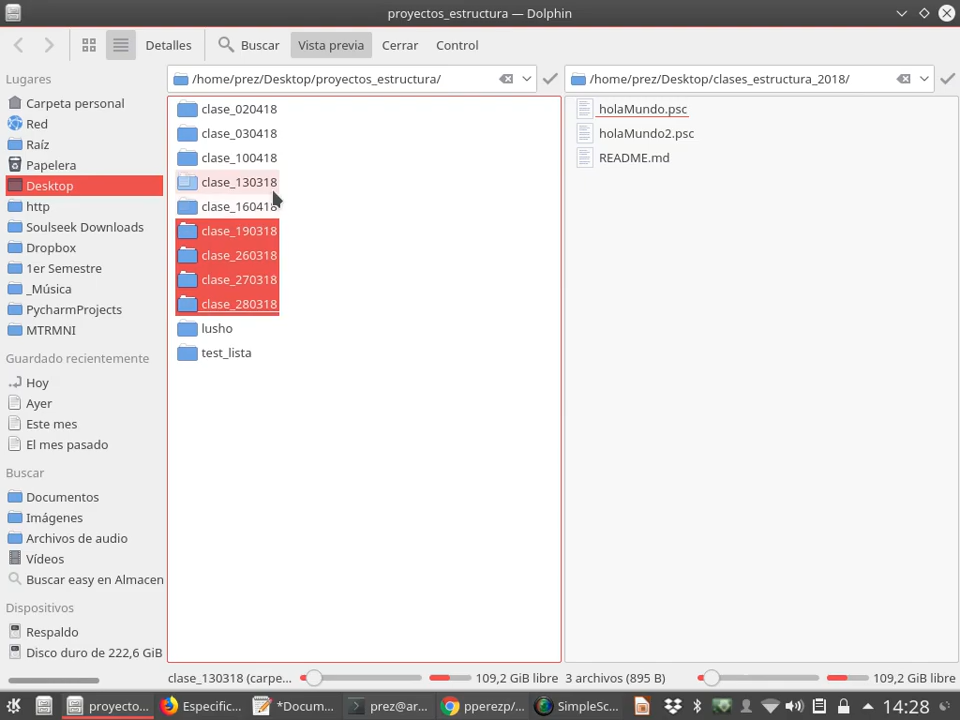 proyectos_estructura — Dolphin
Detalles
Buscar
Vista previa
Cerrar
Control
Lugares
Carpeta personal
Red
Raíz
Papelera
Desktop
http
Soulseek Downloads
Dropbox
1er Semestre
_Música
PycharmProjects
MTRMNI
Guardado recientemente
Hoy
Ayer
Este mes
El mes pasado
Buscar
Documentos
Imágenes
Archivos de audio
Vídeos
Buscar easy en Almacen
Dispositivos
Respaldo
Disco duro de 222,6 GiB
/home/prez/Desktop/proyectos_estructura/
clase_020418
clase_030418
clase_100418
clase_130318
clase_160418
clase_190318
clase_260318
clase_270318
clase_280318
lusho
test_lista
clase_130318 (carpe...
109,2 GiB libre
/home/prez/Desktop/clases_estructura_2018/
holaMundo.psc
holaMundo2.psc
README.md
3 archivos (895 B)
109,2 GiB libre
proyecto...
Especific...
*Docum...
prez@ar...
pperezp/...
SimpleSc...
14:28